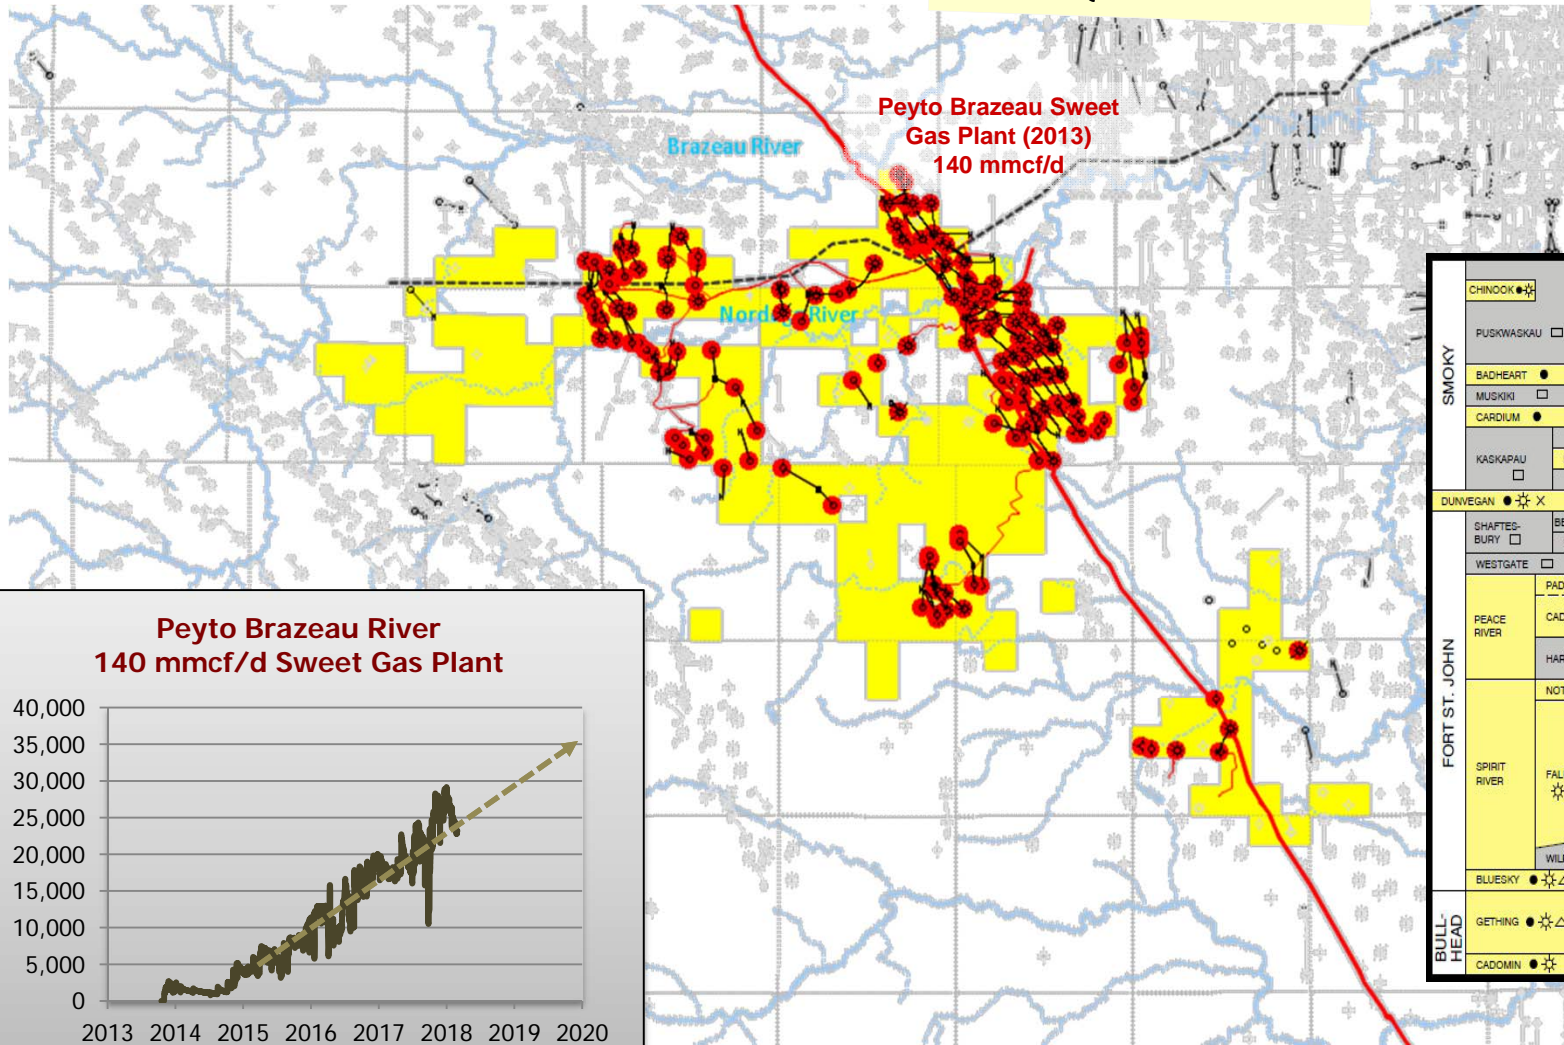 Peyto Brazeau Sweet
Gas Plant (2013)
140 mmcf/d
Brazeau River
River
SMOKY
CHINOOK
PUSKWASKAU
BADHEART
MUSKIKI
CARDIUM
KASKAPAU
DUNVEGAN
FORT ST. JOHN
SHAFTES-
BURY
WESTGATE
PEACE
RIVER
SPIRIT
RIVER
BLUESKY
BULL-
HEAD
GETHING
CADOMIN
Peyto Brazeau River
140 mmcf/d Sweet Gas Plant
40,000
35,000
30,000
25,000
20,000
15,000
10,000
5,000
0
2013 2014 2015 2016 2017 2018 2019 2020